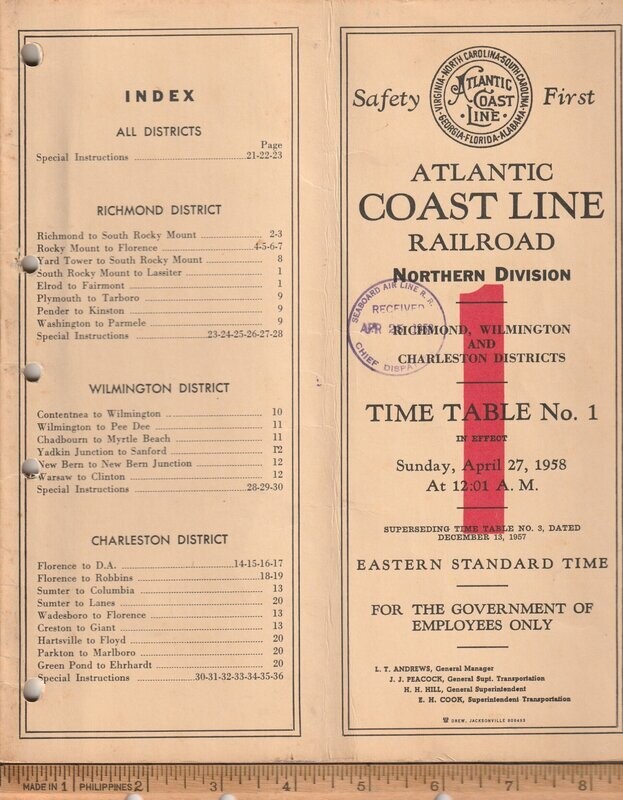 INDEX
ALL DISTRICTS
Page
Special Instructions 21-22-23
RICHMOND DISTRICT
Richmond to South Rocky Mount 2-3
Rocky Mount to Florence 4-5-6-7
Yard Tower to South Rocky Mount 8
South Rocky Mount to Lassiter 1
Elrod to Fairmont 1
Plymouth to Tarboro 9
Pender to Kinston 9
Washington to Parmele 9
Special Instructions 23-24-25-26-27-28
WILMINGTON DISTRICT
Contentnea to Wilmington 10
Wilmington to Pee Dee 11
Chadbourn to Myrtle Beach 11
Yadkin Junction to Sanford 12
New Bern to New Bern Junction 12
Warsaw to Clinton 12
Special Instructions 28-29-30
CHARLESTON DISTRICT
Florence to D.A. 14-15-16-17
Florence to Robbins 18-19
Sumter to Columbia 13
Sumter to Lanes 20
Wadesboro to Florence 13
Creston to Giant 13
Hartsville to Floyd 20
Parkton to Marlboro 20
Green Pond to Ehrhardt 20
Special Instructions 30-31-32-33-34-35-36
Safety First
VIRGINIA-NORTH CAROLINA-SOUTH CAROLINA
GEORGIA-FLORIDA-ALABAMA
ATLANTIC
COAST
LINE
ATLANTIC
COAST LINE
RAILROAD
NORTHERN DIVISION
SEABOARD AIR LINE R. R.
RECEIVED
APR 25
CHIEF
1
RICHMOND, WILMINGTON
AND
CHARLESTON DISTRICTS
TIME TABLE No. 1
IN EFFECT
Sunday, April 27, 1958
At 12:01 A. M.
SUPERSEDING TIME TABLE NO. 3, DATED
DECEMBER 13, 1957
EASTERN STANDARD TIME
FOR THE GOVERNMENT OF
EMPLOYEES ONLY
L. T. ANDREWS, General Manager
J. J. PEACOCK, General Supt. Transportation
H. H. HILL, General Superintendent
E. H. COOK, Superintendent Transportation
DREW, JACKSONVILLE
MADE IN 1 PHILIPPINES 2 3 4 5 6 7 8